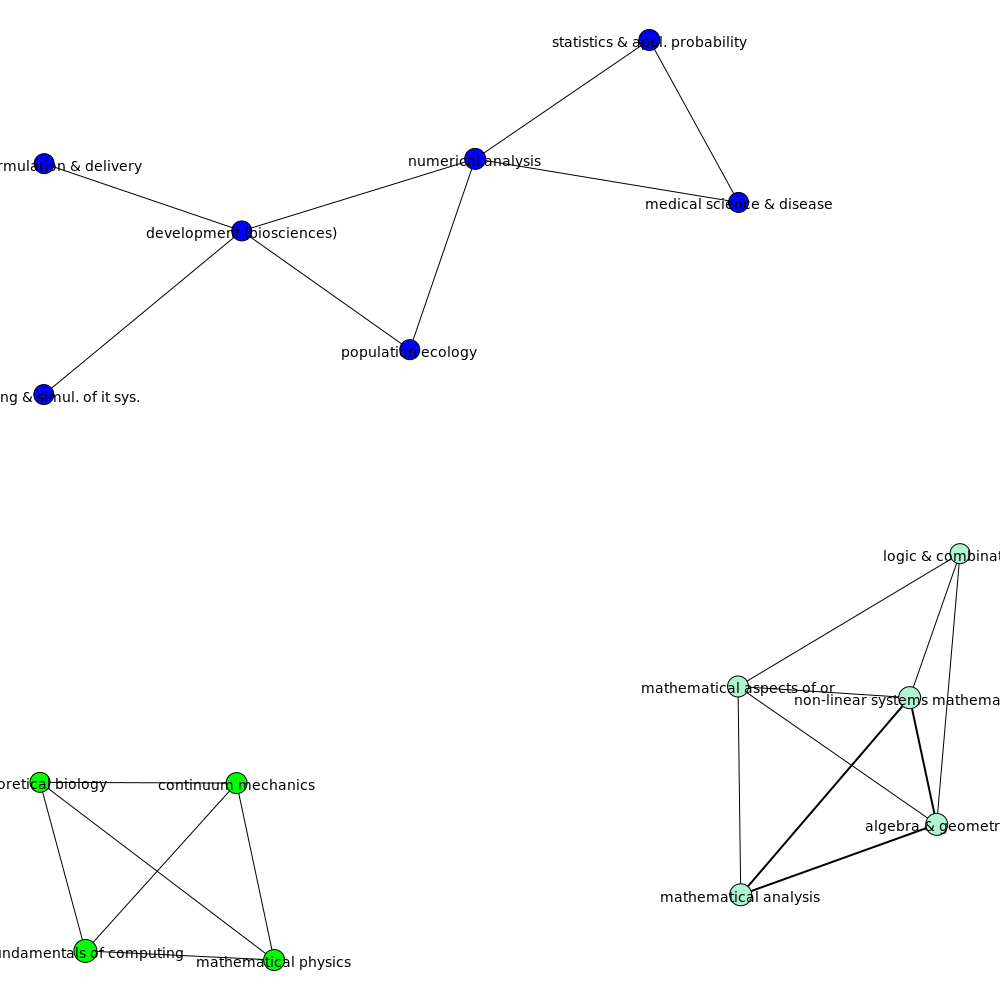 statistics & appl. probability
numerical analysis
rmulation & delivery
medical science & disease
development (biosciences)
population ecology
ng & simul. of it sys.
logic & combinat
mathematical aspects of or
non-linear systems mathema
oretical biology
continuum mechanics
algebra & geometr
mathematical analysis
undamentals of computing
mathematical physics